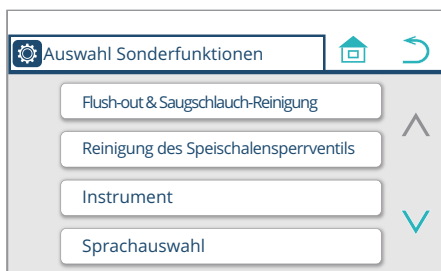 Auswahl Sonderfunktionen
Flush-out & Saugschlauch-Reinigung
Reinigung des Speischalensperrventils
Instrument
Sprachauswahl